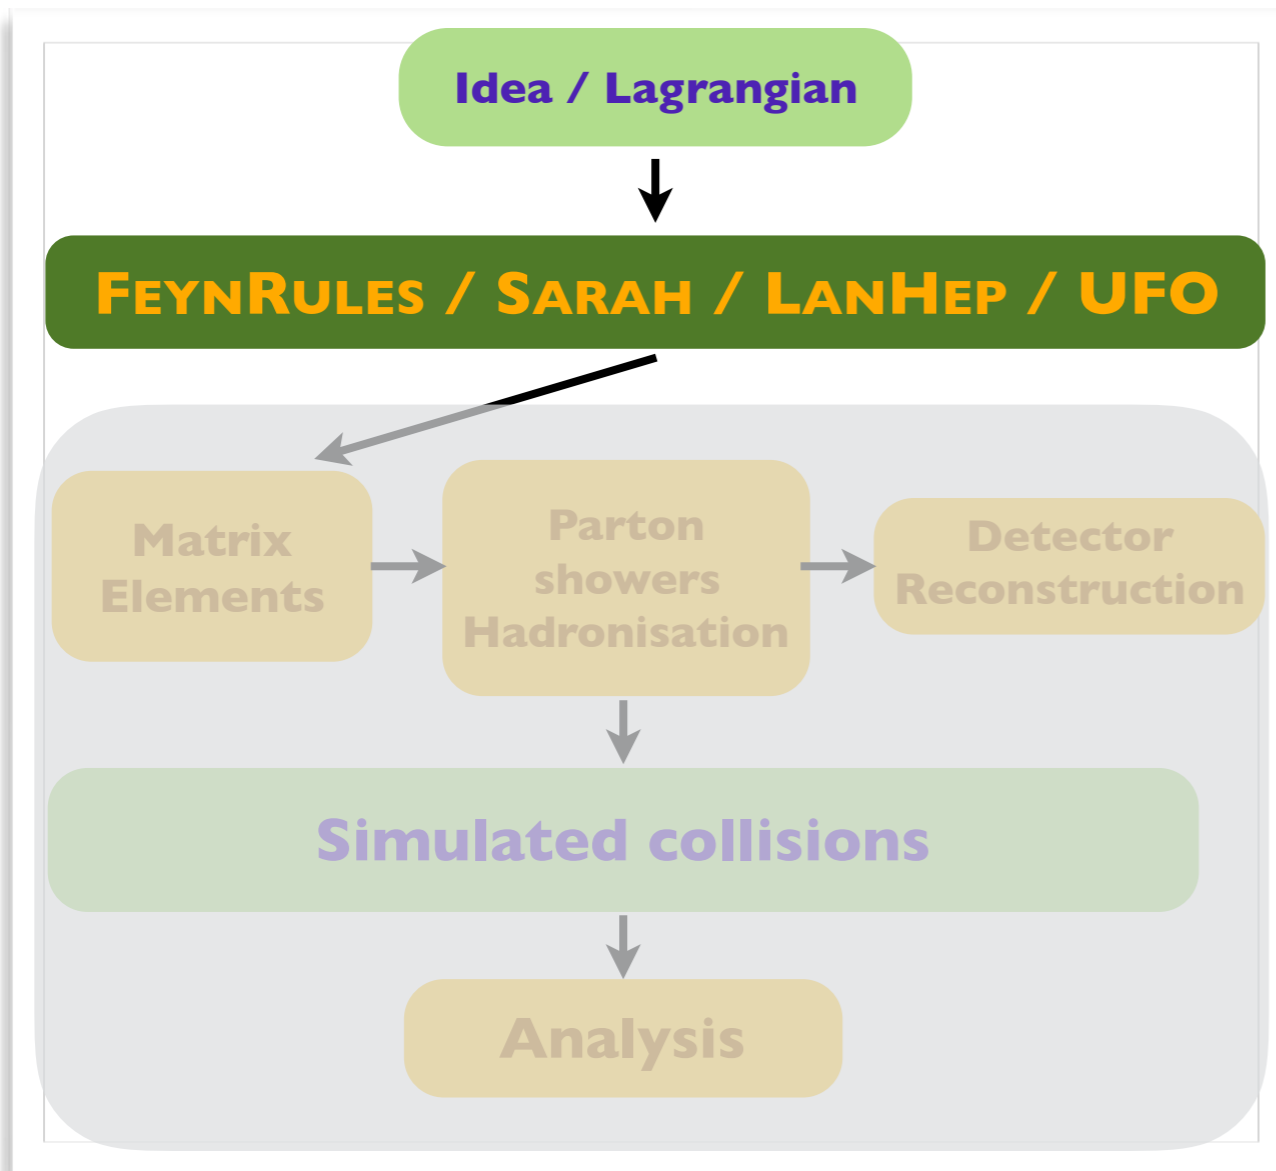 Idea / Lagrangian
FEYNRULES / SARAH / LANHEP / UFO
Matrix
Elements
Parton
showers
Hadronisation
Detector
Reconstruction
Simulated collisions
Analysis